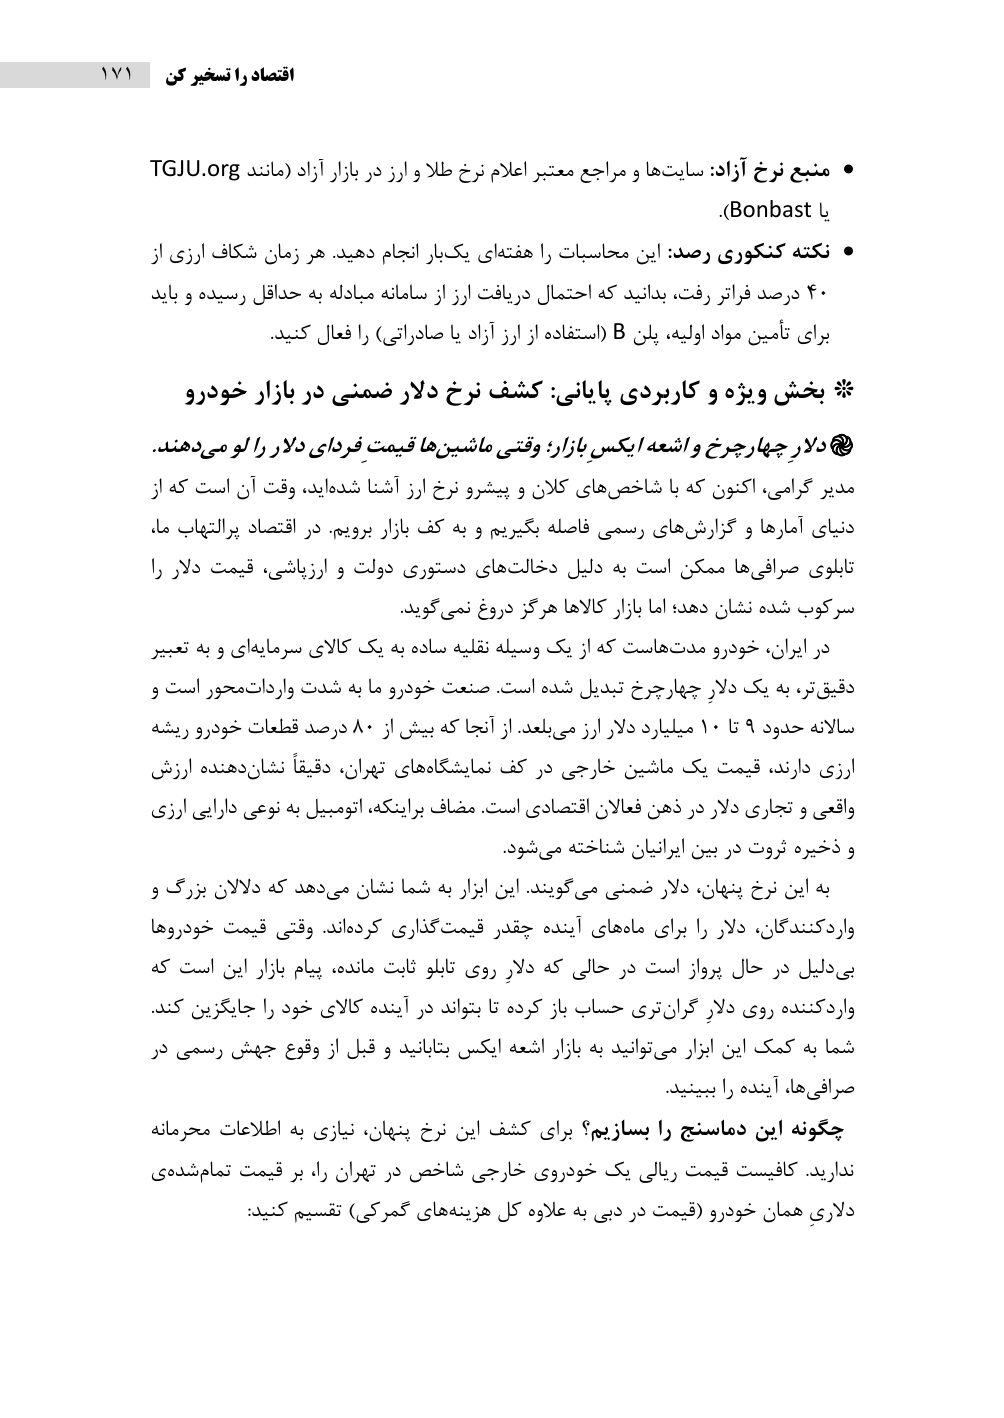 اقتصاد را تسخیر کن ۱۷۱
• منبع نرخ آزاد: سایت‌ها و مراجع معتبر اعلام نرخ طلا و ارز در بازار آزاد (مانند TGJU.org
یا Bonbast).
• نکته کنکوری رصد: این محاسبات را هفته‌ای یک‌بار انجام دهید. هر زمان شکاف ارزی از
۴۰ درصد فراتر رفت، بدانید که احتمال دریافت ارز از سامانه مبادله به حداقل رسیده و باید
برای تأمین مواد اولیه، پلن B (استفاده از ارز آزاد یا صادراتی) را فعال کنید.
❊ بخش ویژه و کاربردی پایانی: کشف نرخ دلار ضمنی در بازار خودرو
دلارِ چهارچرخ و اشعه ایکسِ بازار؛ وقتی ماشین‌ها قیمتِ فردای دلار را لو می‌دهند.
مدیر گرامی، اکنون که با شاخص‌های کلان و پیشرو نرخ ارز آشنا شده‌اید، وقت آن است که از
دنیای آمارها و گزارش‌های رسمی فاصله بگیریم و به کف بازار برویم. در اقتصاد پرالتهاب ما،
تابلوی صرافی‌ها ممکن است به دلیل دخالت‌های دستوری دولت و ارزپاشی، قیمت دلار را
سرکوب شده نشان دهد؛ اما بازار کالاها هرگز دروغ نمی‌گوید.
در ایران، خودرو مدت‌هاست که از یک وسیله نقلیه ساده به یک کالای سرمایه‌ای و به تعبیر
دقیق‌تر، به یک دلارِ چهارچرخ تبدیل شده است. صنعت خودرو ما به شدت واردات‌محور است و
سالانه حدود ۹ تا ۱۰ میلیارد دلار ارز می‌بلعد. از آنجا که بیش از ۸۰ درصد قطعات خودرو ریشه
ارزی دارند، قیمت یک ماشین خارجی در کف نمایشگاه‌های تهران، دقیقاً نشان‌دهنده ارزش
واقعی و تجاری دلار در ذهن فعالان اقتصادی است. مضاف براینکه، اتومبیل به نوعی دارایی ارزی
و ذخیره ثروت در بین ایرانیان شناخته می‌شود.
به این نرخ پنهان، دلار ضمنی می‌گویند. این ابزار به شما نشان می‌دهد که دلالان بزرگ و
واردکنندگان، دلار را برای ماه‌های آینده چقدر قیمت‌گذاری کرده‌اند. وقتی قیمت خودروها
بی‌دلیل در حال پرواز است در حالی که دلارِ روی تابلو ثابت مانده، پیام بازار این است که
واردکننده روی دلارِ گران‌تری حساب باز کرده تا بتواند در آینده کالای خود را جایگزین کند.
شما به کمک این ابزار می‌توانید به بازار اشعه ایکس بتابانید و قبل از وقوع جهش رسمی در
صرافی‌ها، آینده را ببینید.
چگونه این دماسنج را بسازیم؟ برای کشف این نرخ پنهان، نیازی به اطلاعات محرمانه
ندارید. کافیست قیمت ریالی یک خودروی خارجی شاخص در تهران را، بر قیمت تمام‌شده‌ی
دلاریِ همان خودرو (قیمت در دبی به علاوه کل هزینه‌های گمرکی) تقسیم کنید: